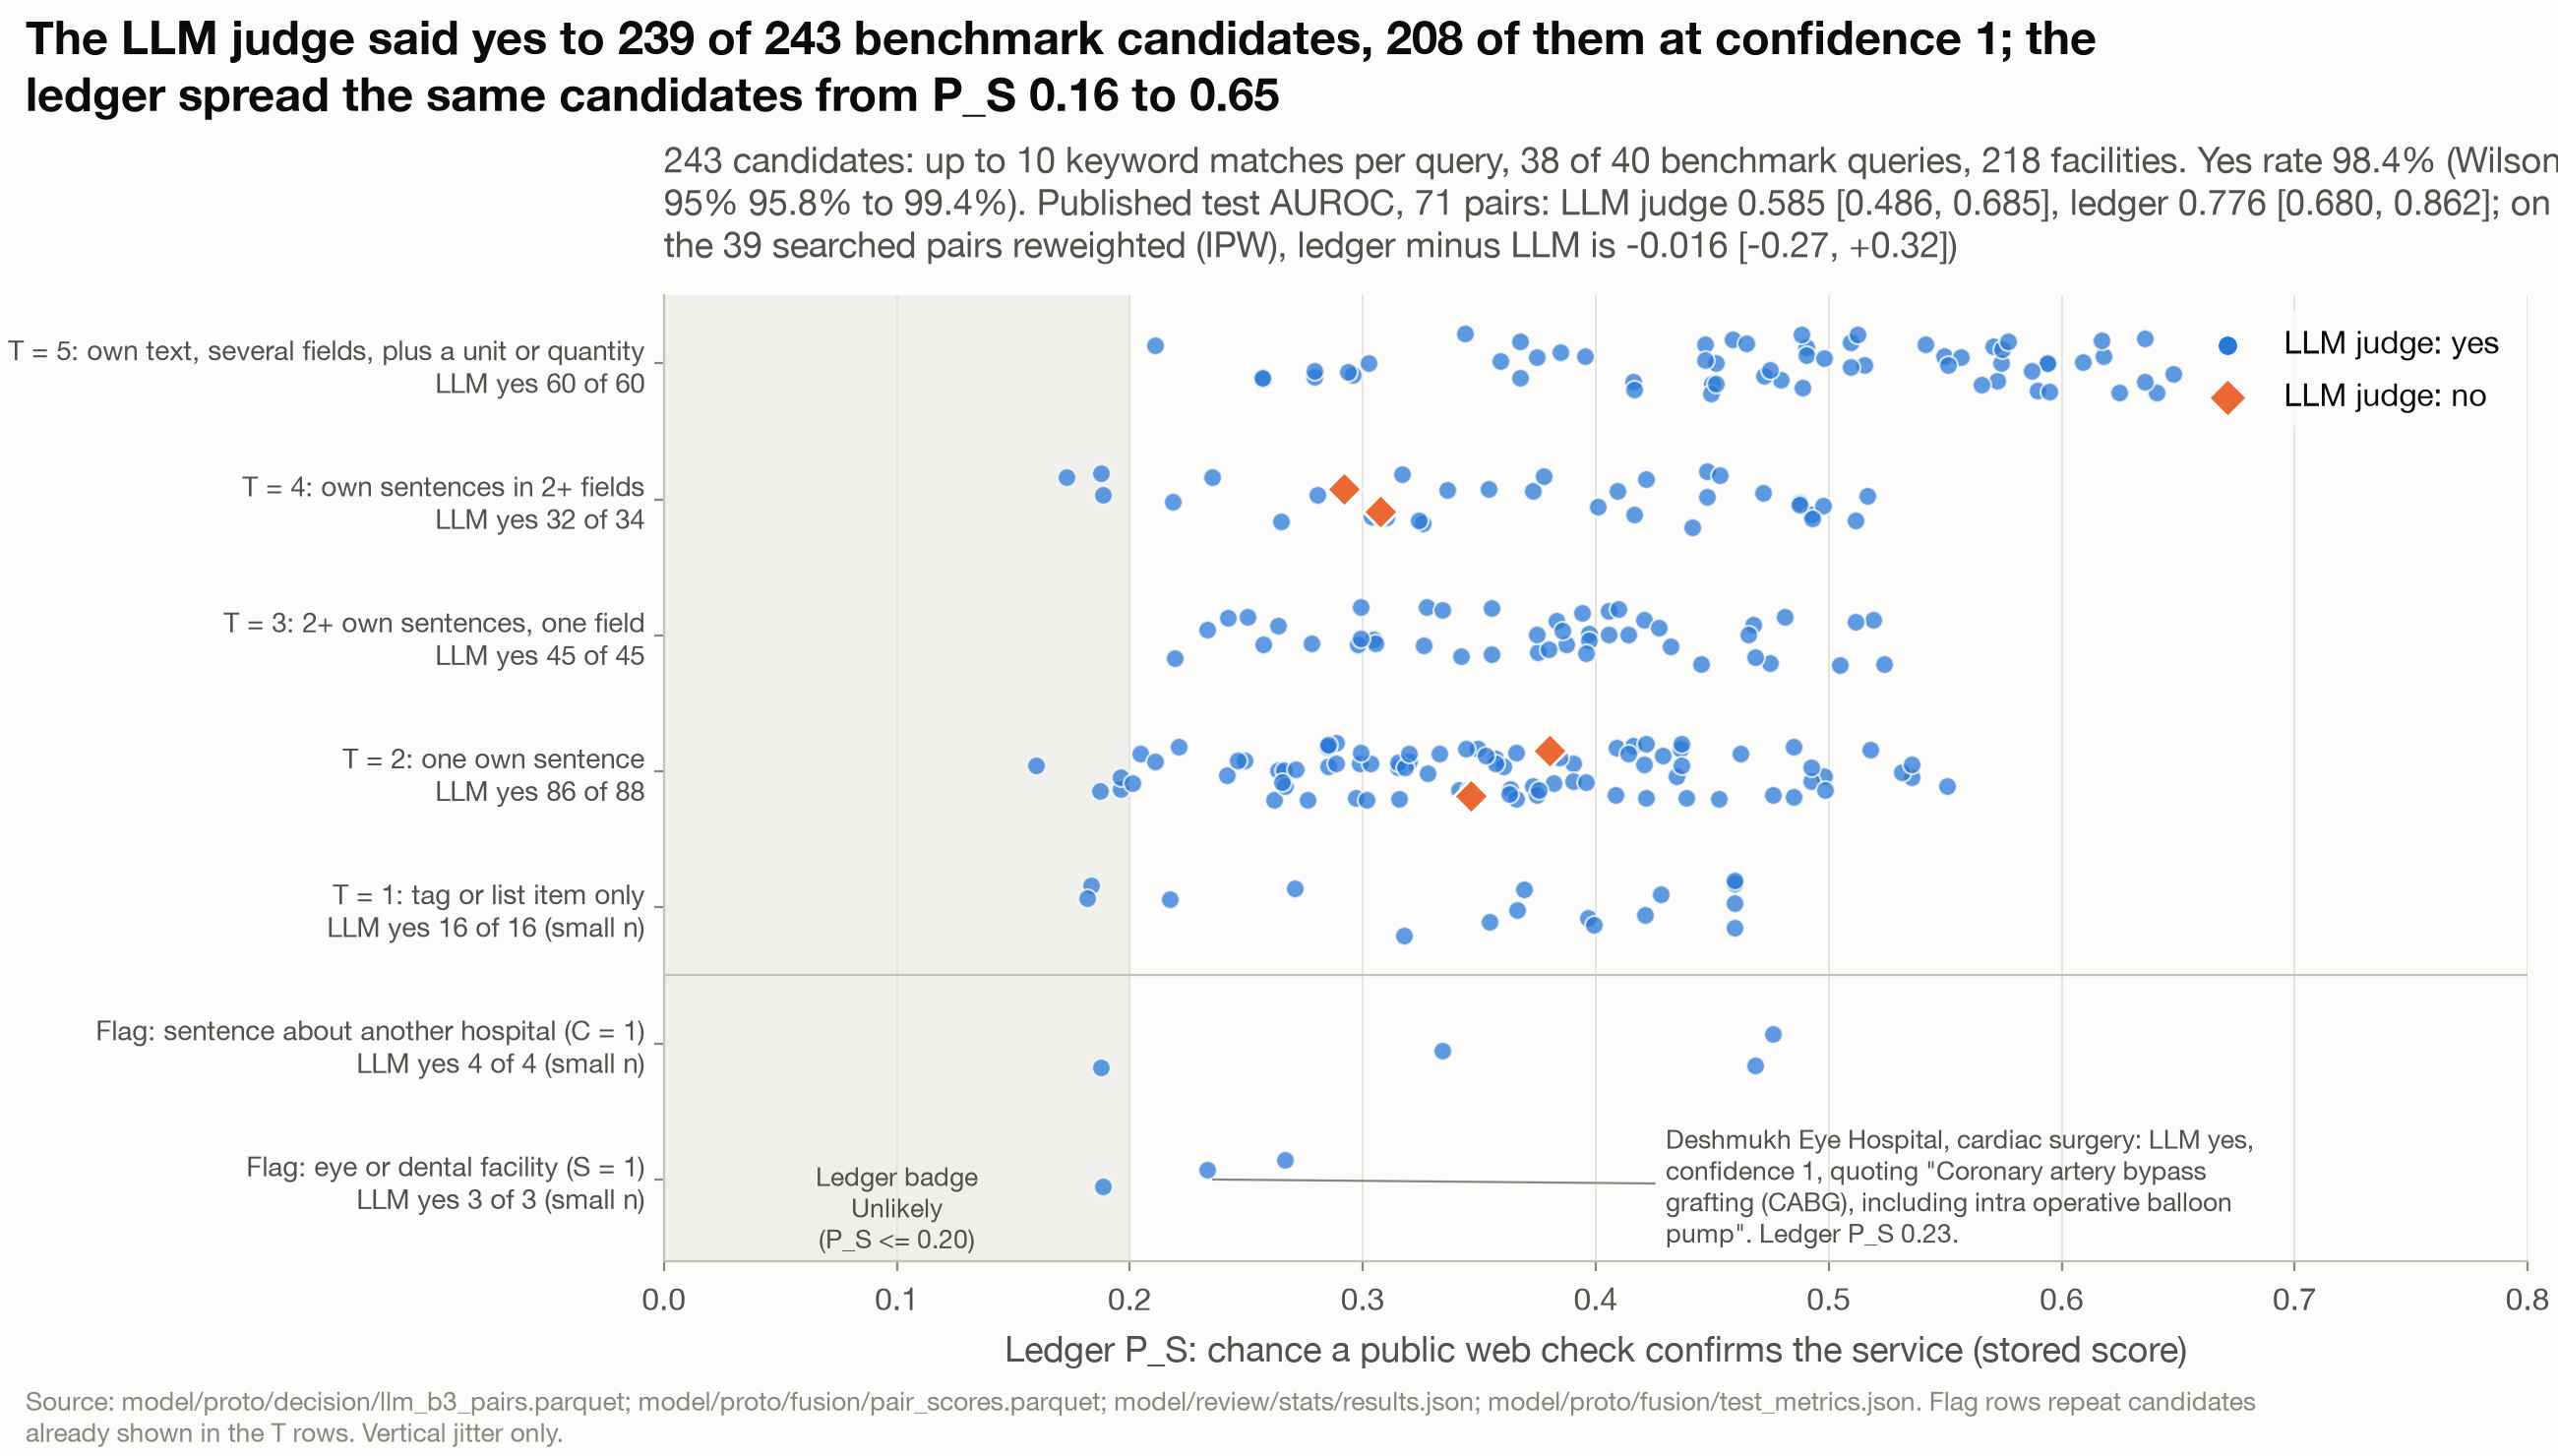 The LLM judge said yes to 239 of 243 benchmark candidates, 208 of them at confidence 1; the
ledger spread the same candidates from P_S 0.16 to 0.65
243 candidates: up to 10 keyword matches per query, 38 of 40 benchmark queries, 218 facilities. Yes rate 98.4% (Wilson
95% 95.8% to 99.4%). Published test AUROC, 71 pairs: LLM judge 0.585 [0.486, 0.685], ledger 0.776 [0.680, 0.862]; on
the 39 searched pairs reweighted (IPW), ledger minus LLM is -0.016 [-0.27, +0.32])
T = 5: own text, several fields, plus a unit or quantity
LLM yes 60 of 60
LLM judge: yes
LLM judge: no
T = 4: own sentences in 2+ fields
LLM yes 32 of 34
T = 3: 2+ own sentences, one field
LLM yes 45 of 45
T = 2: one own sentence
LLM yes 86 of 88
T = 1: tag or list item only
LLM yes 16 of 16 (small n)
Flag: sentence about another hospital (C = 1)
LLM yes 4 of 4 (small n)
Flag: eye or dental facility (S = 1)
LLM yes 3 of 3 (small n)
Ledger badge
Unlikely
(P_S <= 0.20)
Deshmukh Eye Hospital, cardiac surgery: LLM yes,
confidence 1, quoting "Coronary artery bypass
grafting (CABG), including intra operative balloon
pump". Ledger P_S 0.23.
0.0 0.1 0.2 0.3 0.4 0.5 0.6 0.7 0.8
Ledger P_S: chance a public web check confirms the service (stored score)
Source: model/proto/decision/llm_b3_pairs.parquet; model/proto/fusion/pair_scores.parquet; model/review/stats/results.json; model/proto/fusion/test_metrics.json. Flag rows repeat candidates
already shown in the T rows. Vertical jitter only.